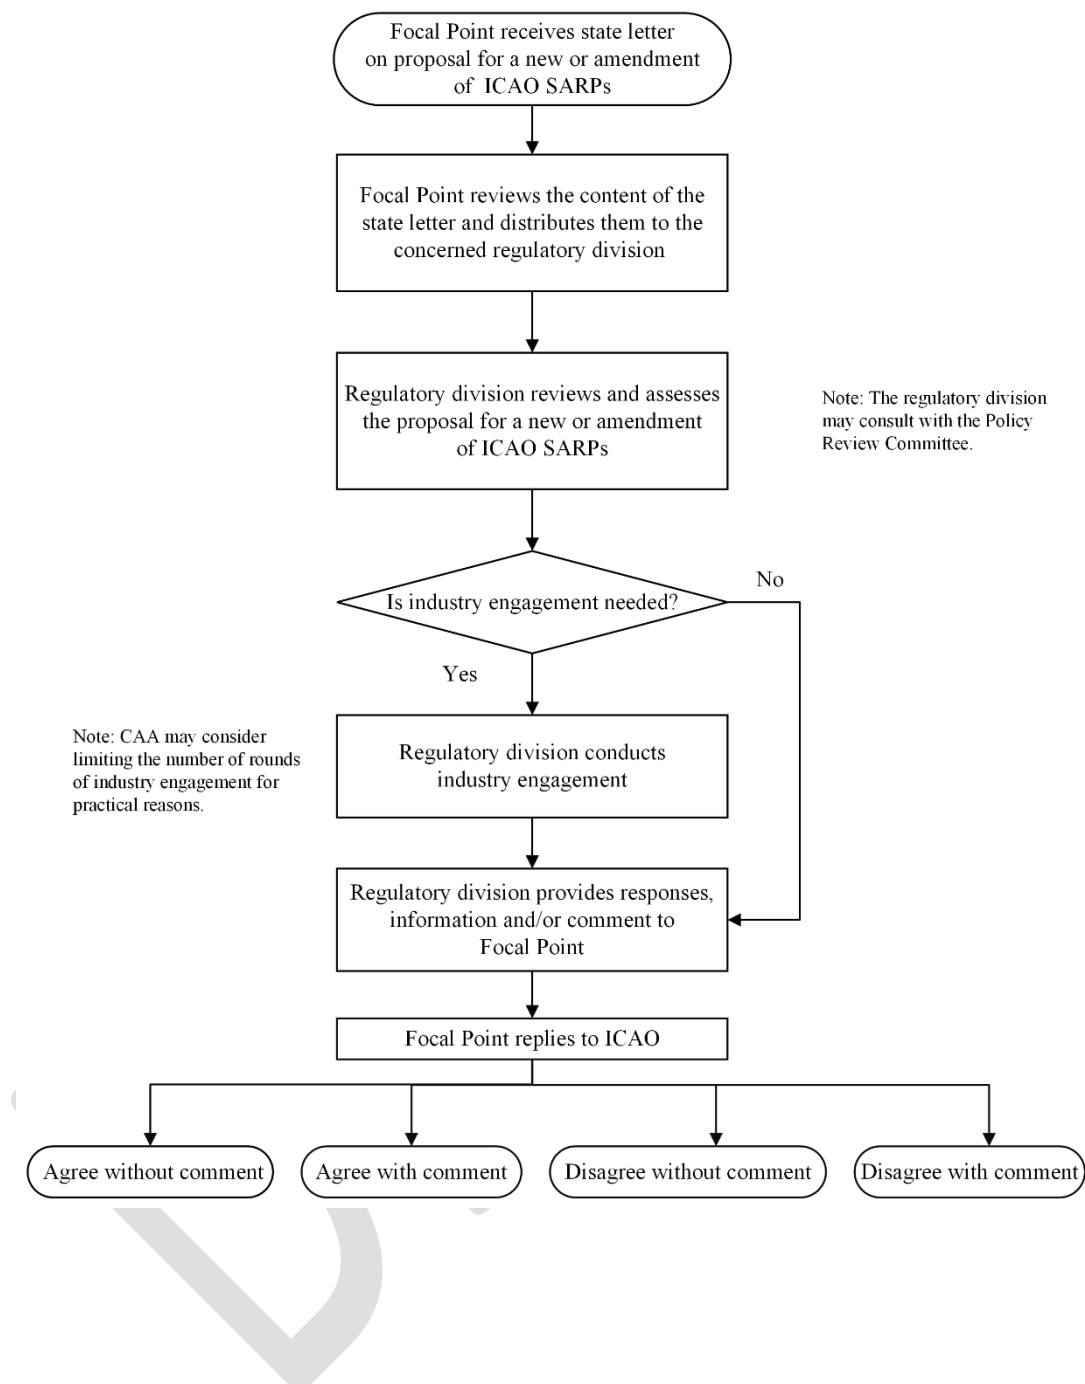 Focal Point receives state letter
on proposal for a new or amendment
of ICAO SARPs
Focal Point reviews the content of the
state letter and distributes them to the
concerned regulatory division
Regulatory division reviews and assesses
the proposal for a new or amendment
of ICAO SARPs
Note: The regulatory division
may consult with the Policy
Review Committee.
Is industry engagement needed?
No
Yes
Note: CAA may consider
limiting the number of rounds
of industry engagement for
practical reasons.
Regulatory division conducts
industry engagement
Regulatory division provides responses,
information and/or comment to
Focal Point
Focal Point replies to ICAO
Agree without comment
Agree with comment
Disagree without comment
Disagree with comment